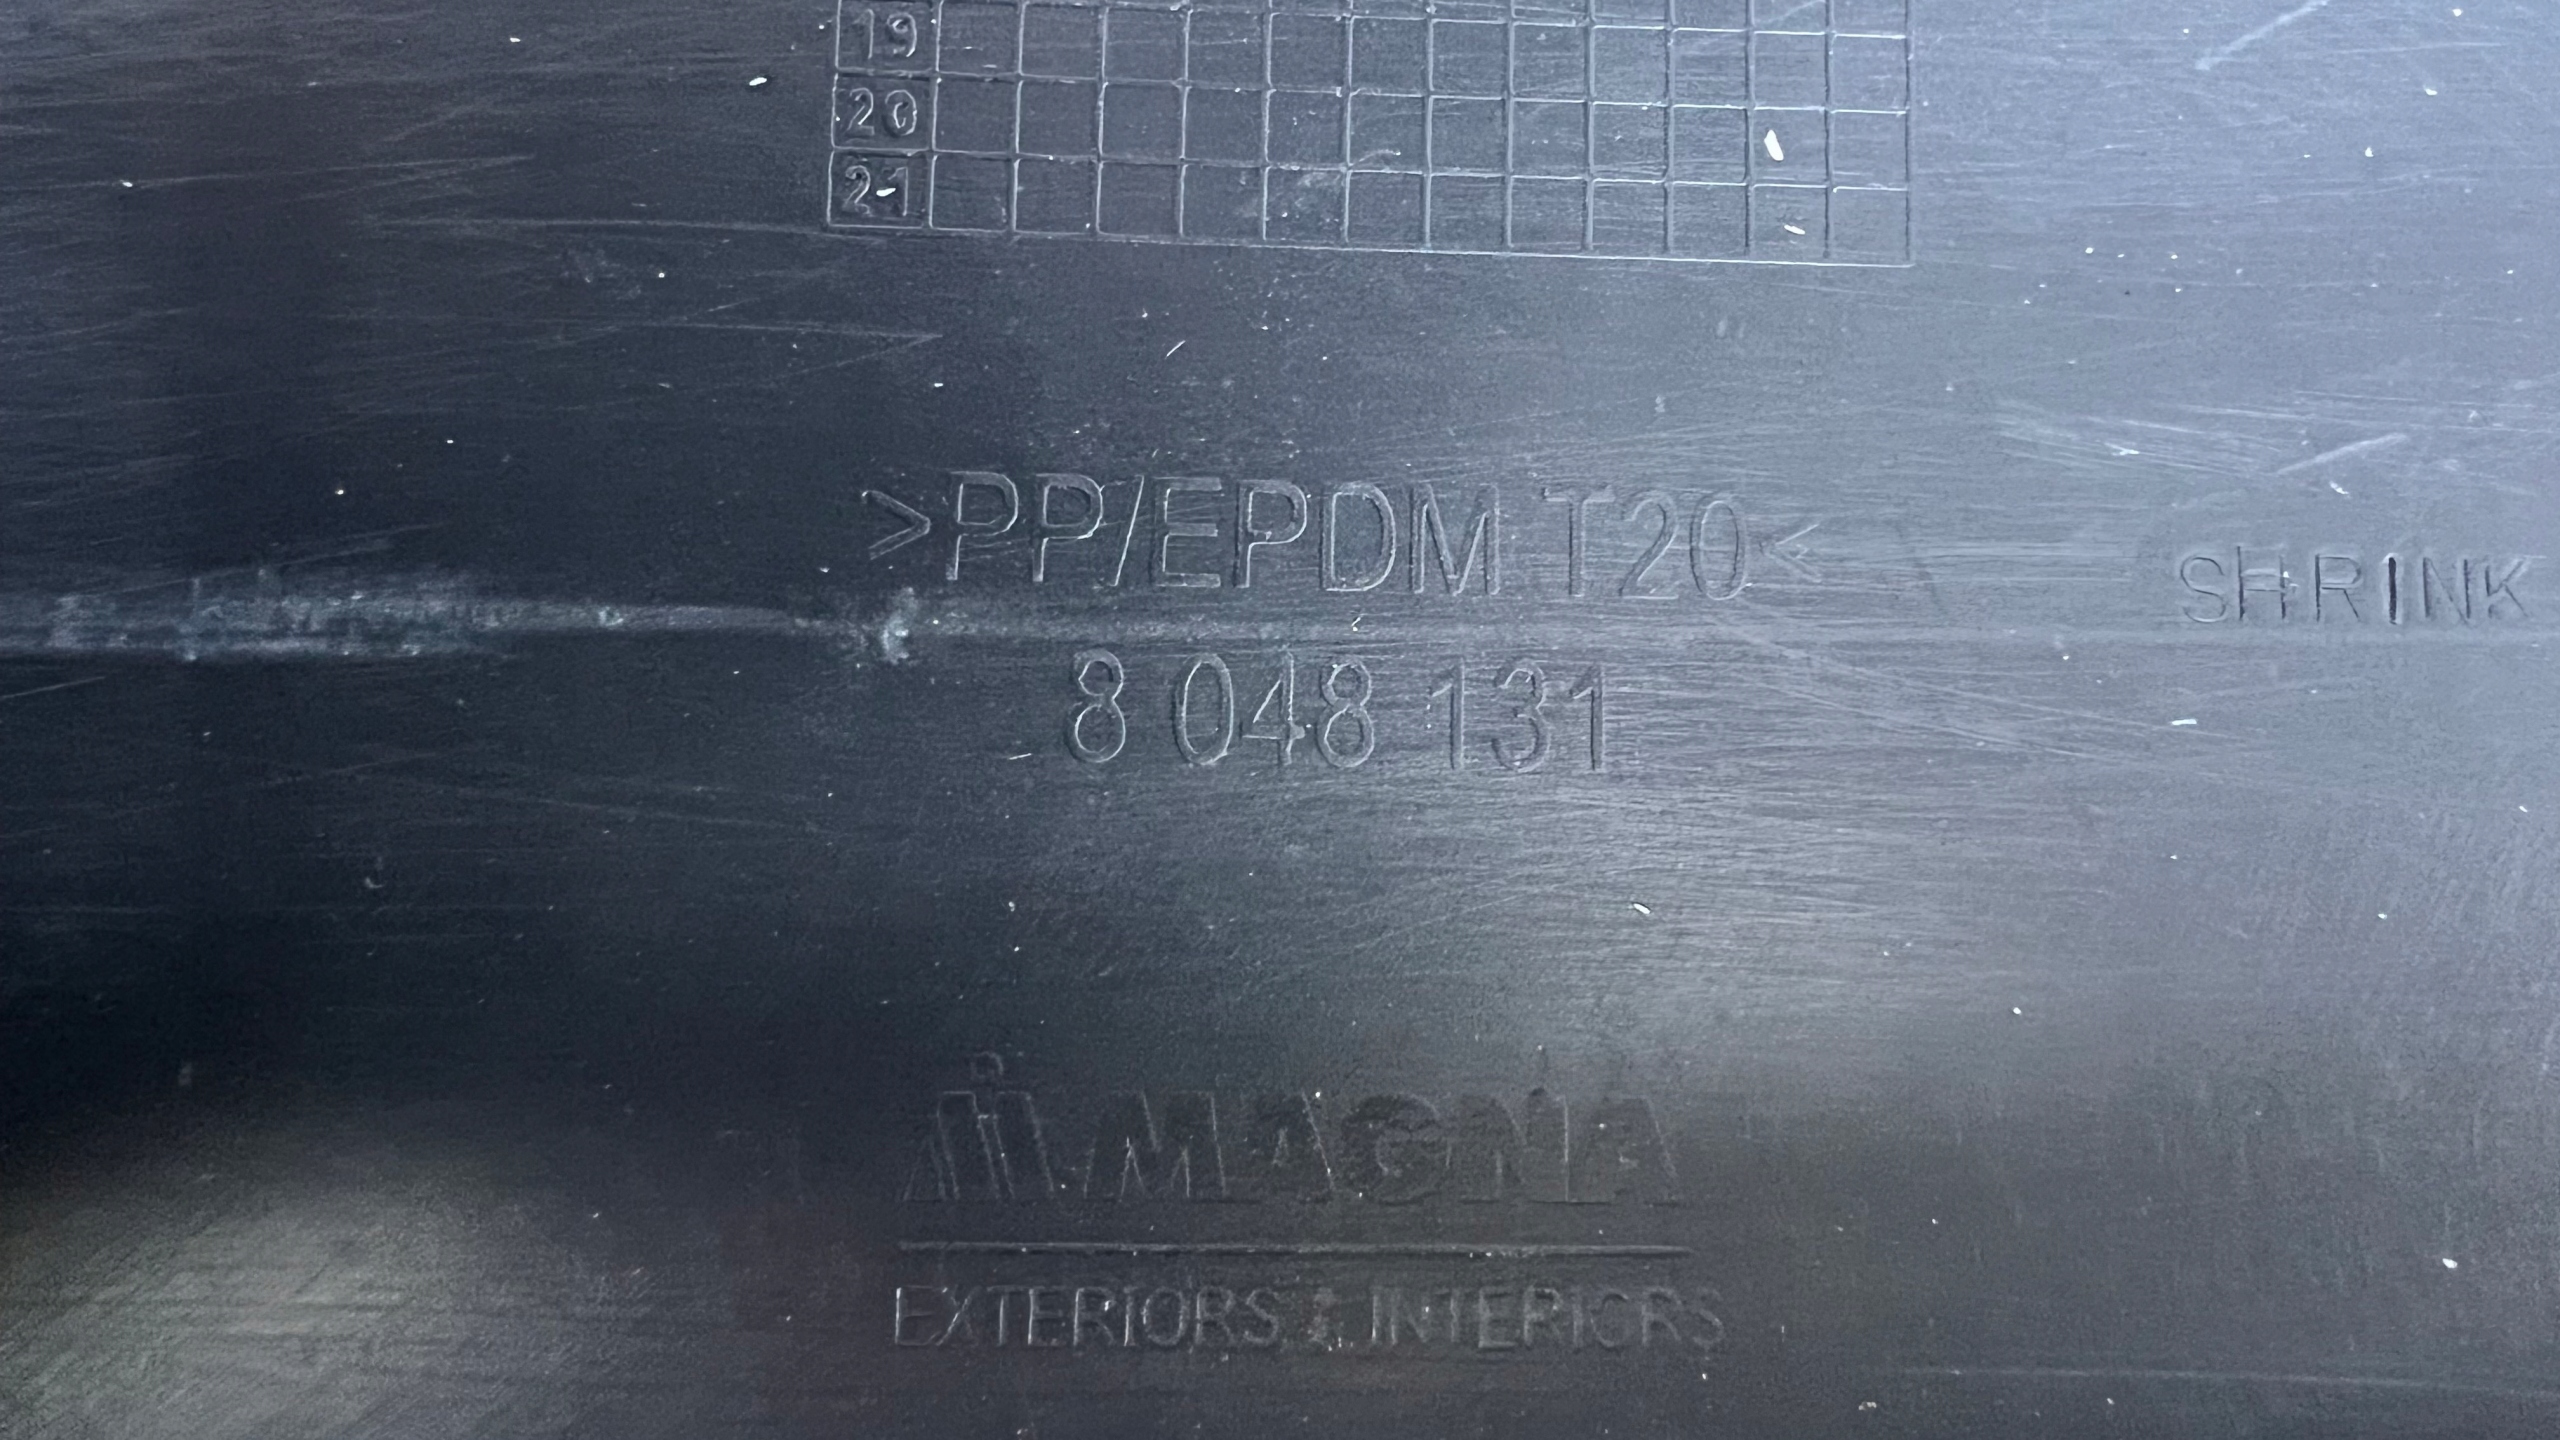 19
20
21
>PP/EPDM T20<
SHRINK
8 048 131
MAGNA
EXTERIORS & INTERIORS